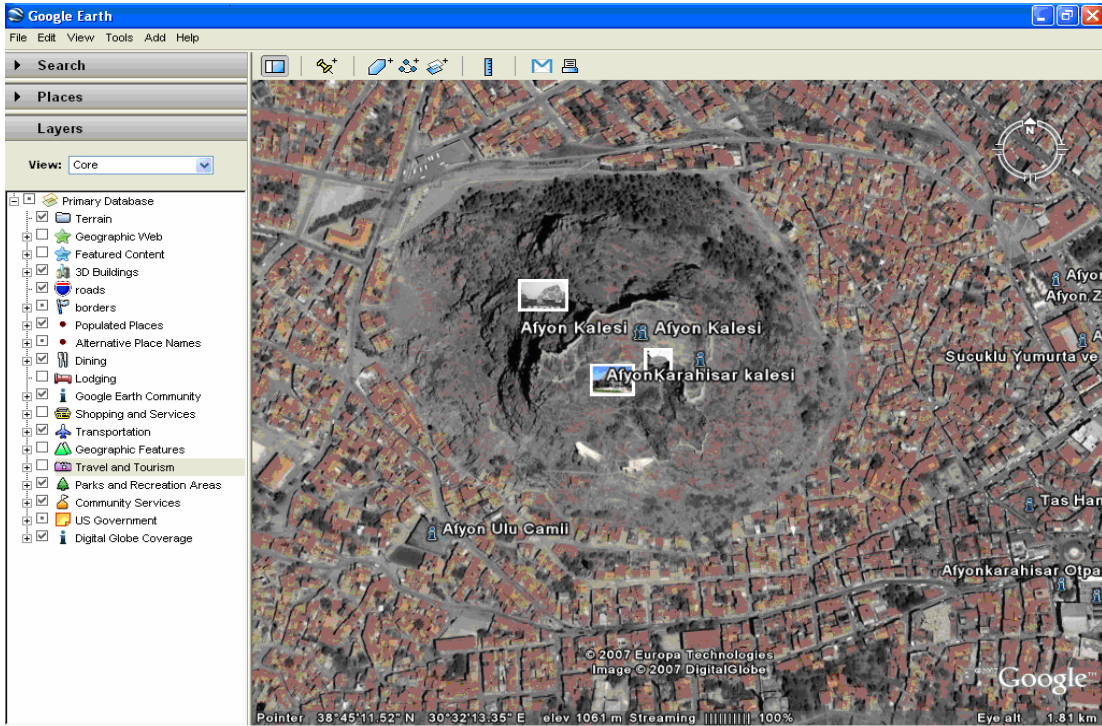 Google Earth
File Edit View Tools Add Help
Search
Places
Layers
View: Core
Primary Database
Terrain
Geographic Web
Featured Content
3D Buildings
roads
borders
Populated Places
Alternative Place Names
Dining
Lodging
Google Earth Community
Shopping and Services
Transportation
Geographic Features
Travel and Tourism
Parks and Recreation Areas
Community Services
US Government
Digital Globe Coverage
N
Afyon
Afyon Z
A
Afyon Kalesi Afyon Kalesi
Sucuklu Yumurta ve
AfyonKarahisar kalesi
Tas Han
Afyon Ulu Camii
Afyonkarahisar Otpa
© 2007 Europa Technologies
Image © 2007 DigitalGlobe
© 2007 Google™
Pointer 38°45'11.52" N 30°32'13.35" E elev 1061 m Streaming |||||||||| 100% Eye alt 1.81 km